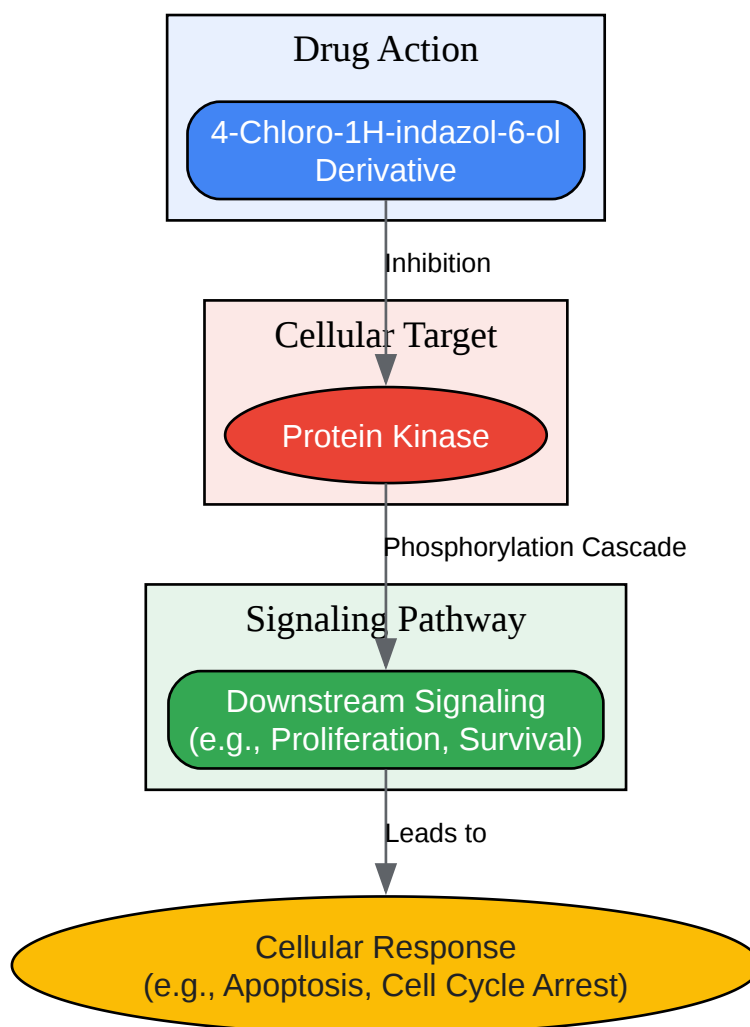 Drug Action
4-Chloro-1H-indazol-6-ol
Derivative
Inhibition
Cellular Target
Protein Kinase
Phosphorylation Cascade
Signaling Pathway
Downstream Signaling
(e.g., Proliferation, Survival)
Leads to
Cellular Response
(e.g., Apoptosis, Cell Cycle Arrest)